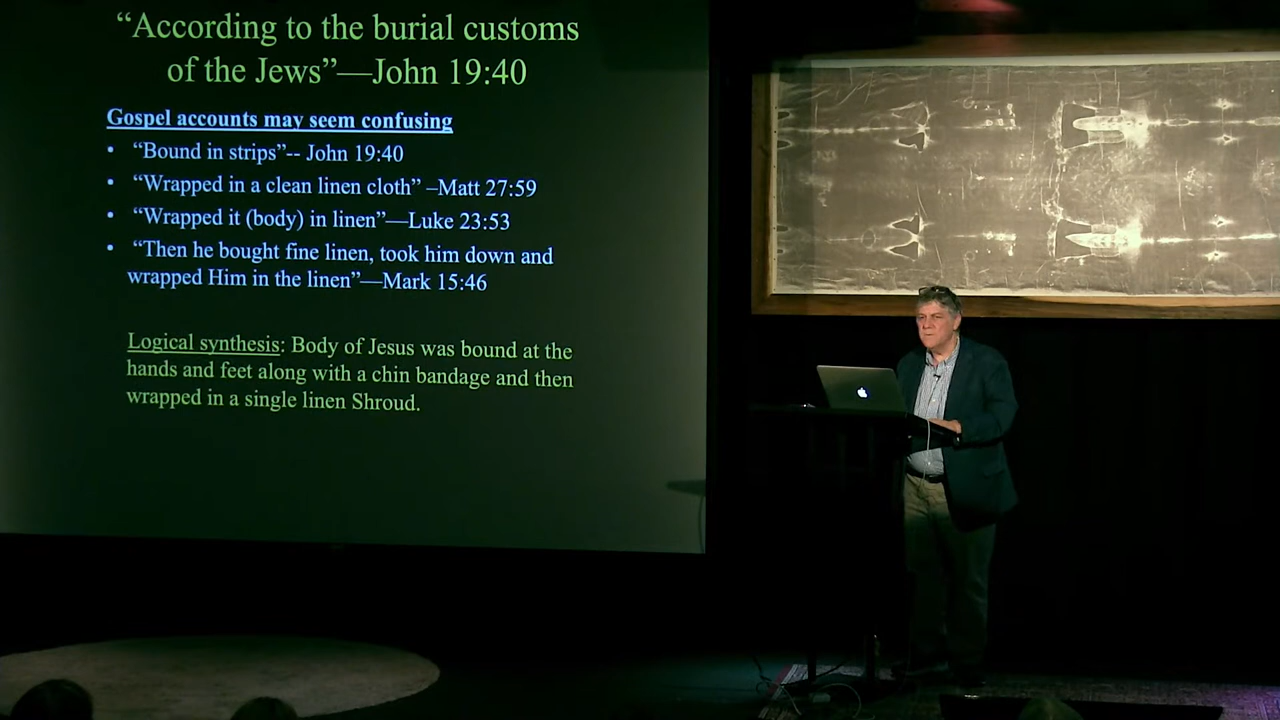 “According to the burial customs
of the Jews”—John 19:40
Gospel accounts may seem confusing
• “Bound in strips”-- John 19:40
• “Wrapped in a clean linen cloth” –Matt 27:59
• “Wrapped it (body) in linen”—Luke 23:53
• “Then he bought fine linen, took him down and
wrapped Him in the linen”—Mark 15:46
Logical synthesis: Body of Jesus was bound at the
hands and feet along with a chin bandage and then
wrapped in a single linen Shroud.